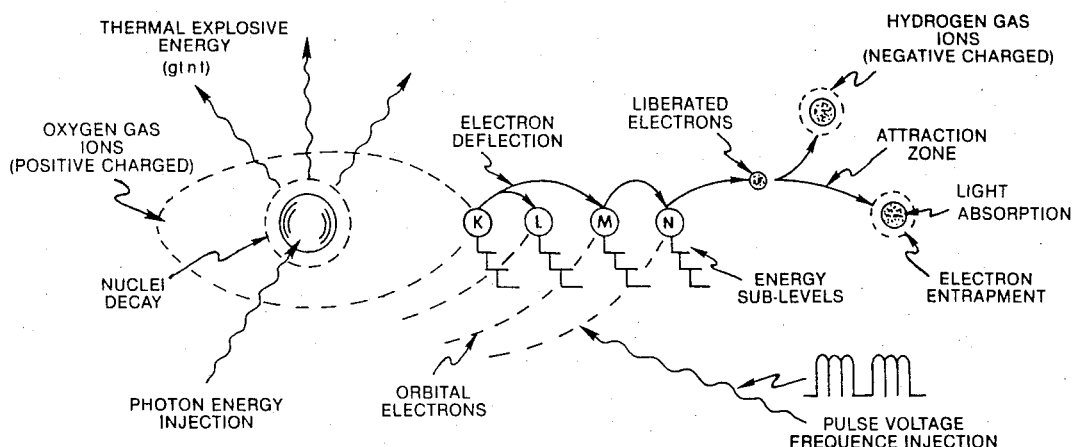 THERMAL EXPLOSIVE
ENERGY
(gtnt)
OXYGEN GAS
IONS
(POSITIVE CHARGED)
NUCLEI
DECAY
PHOTON ENERGY
INJECTION
ELECTRON
DEFLECTION
K
L
M
N
ORBITAL
ELECTRONS
LIBERATED
ELECTRONS
HYDROGEN GAS
IONS
(NEGATIVE CHARGED)
ATTRACTION
ZONE
LIGHT
ABSORPTION
ELECTRON
ENTRAPMENT
ENERGY
SUB-LEVELS
PULSE VOLTAGE
FREQUENCE INJECTION